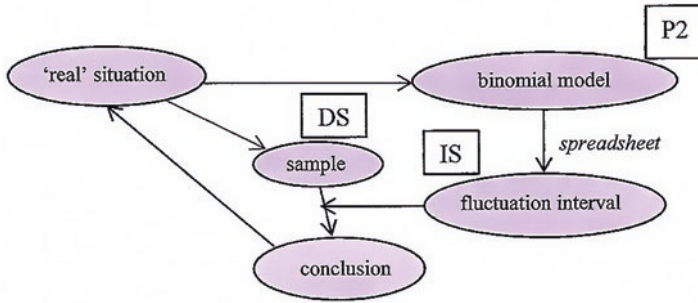 P2
‘real’ situation
binomial model
DS
spreadsheet
IS
sample
fluctuation interval
conclusion